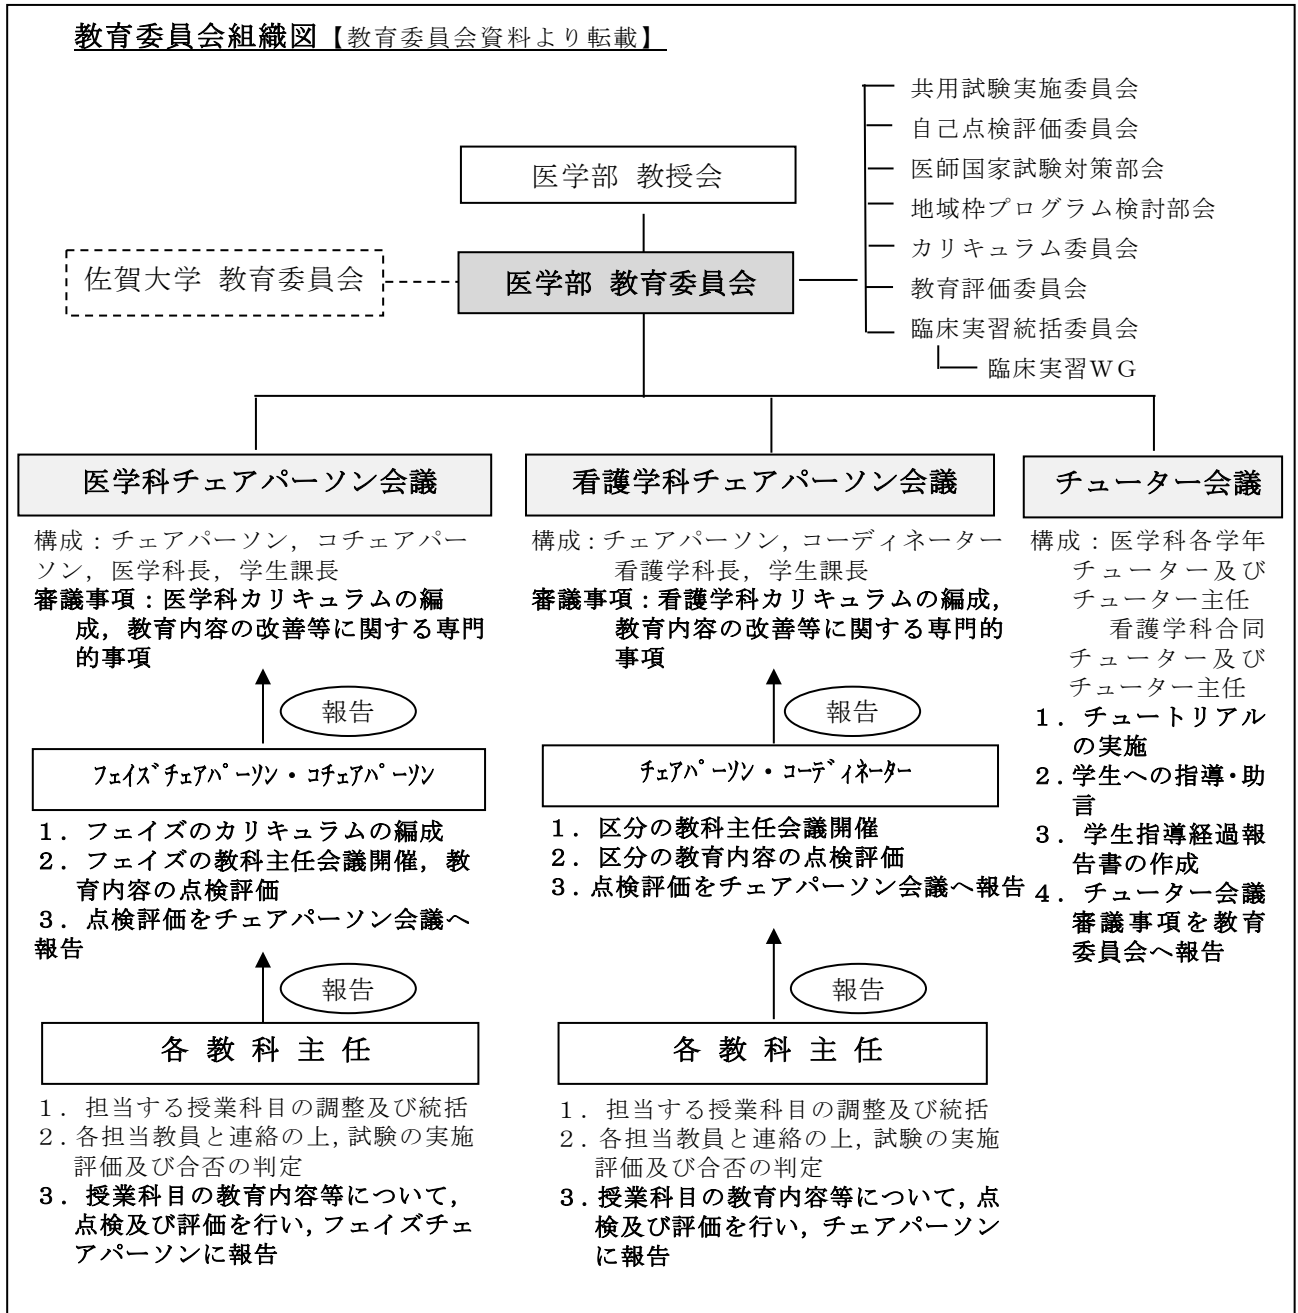 教育委員会組織図【教育委員会資料より転載】
共用試験実施委員会
自己点検評価委員会
医師国家試験対策部会
地域枠プログラム検討部会
カリキュラム委員会
教育評価委員会
臨床実習統括委員会
臨床実習WG
医学部 教授会
佐賀大学 教育委員会
医学部 教育委員会
医学科チェアパーソン会議
構成:チェアパーソン,コチェアパー
ソン,医学科長,学生課長
審議事項:医学科カリキュラムの編
成,教育内容の改善等に関する専門
的事項
報告
フェイズチェアパーソン・コチェアパーソン
1.フェイズのカリキュラムの編成
2.フェイズの教科主任会議開催,教
育内容の点検評価
3.点検評価をチェアパーソン会議へ
報告
報告
各 教 科 主 任
1.担当する授業科目の調整及び統括
2.各担当教員と連絡の上,試験の実施
評価及び合否の判定
3.授業科目の教育内容等について,
点検及び評価を行い,フェイズチェ
アパーソンに報告
看護学科チェアパーソン会議
構成:チェアパーソン,コーディネーター
看護学科長,学生課長
審議事項:看護学科カリキュラムの編成,
教育内容の改善等に関する専門的
事項
報告
チェアパーソン・コーディネーター
1.区分の教科主任会議開催
2.区分の教育内容の点検評価
3.点検評価をチェアパーソン会議へ報告
報告
各 教 科 主 任
1.担当する授業科目の調整及び統括
2.各担当教員と連絡の上,試験の実施
評価及び合否の判定
3.授業科目の教育内容等について,点
検及び評価を行い,チェアパーソン
に報告
チューター会議
構成:医学科各学年
チューター及び
チューター主任
看護学科合同
チューター及び
チューター主任
1.チュートリアル
の実施
2.学生への指導・助
言
3.学生指導経過報
告書の作成
4.チューター会議
審議事項を教育
委員会へ報告